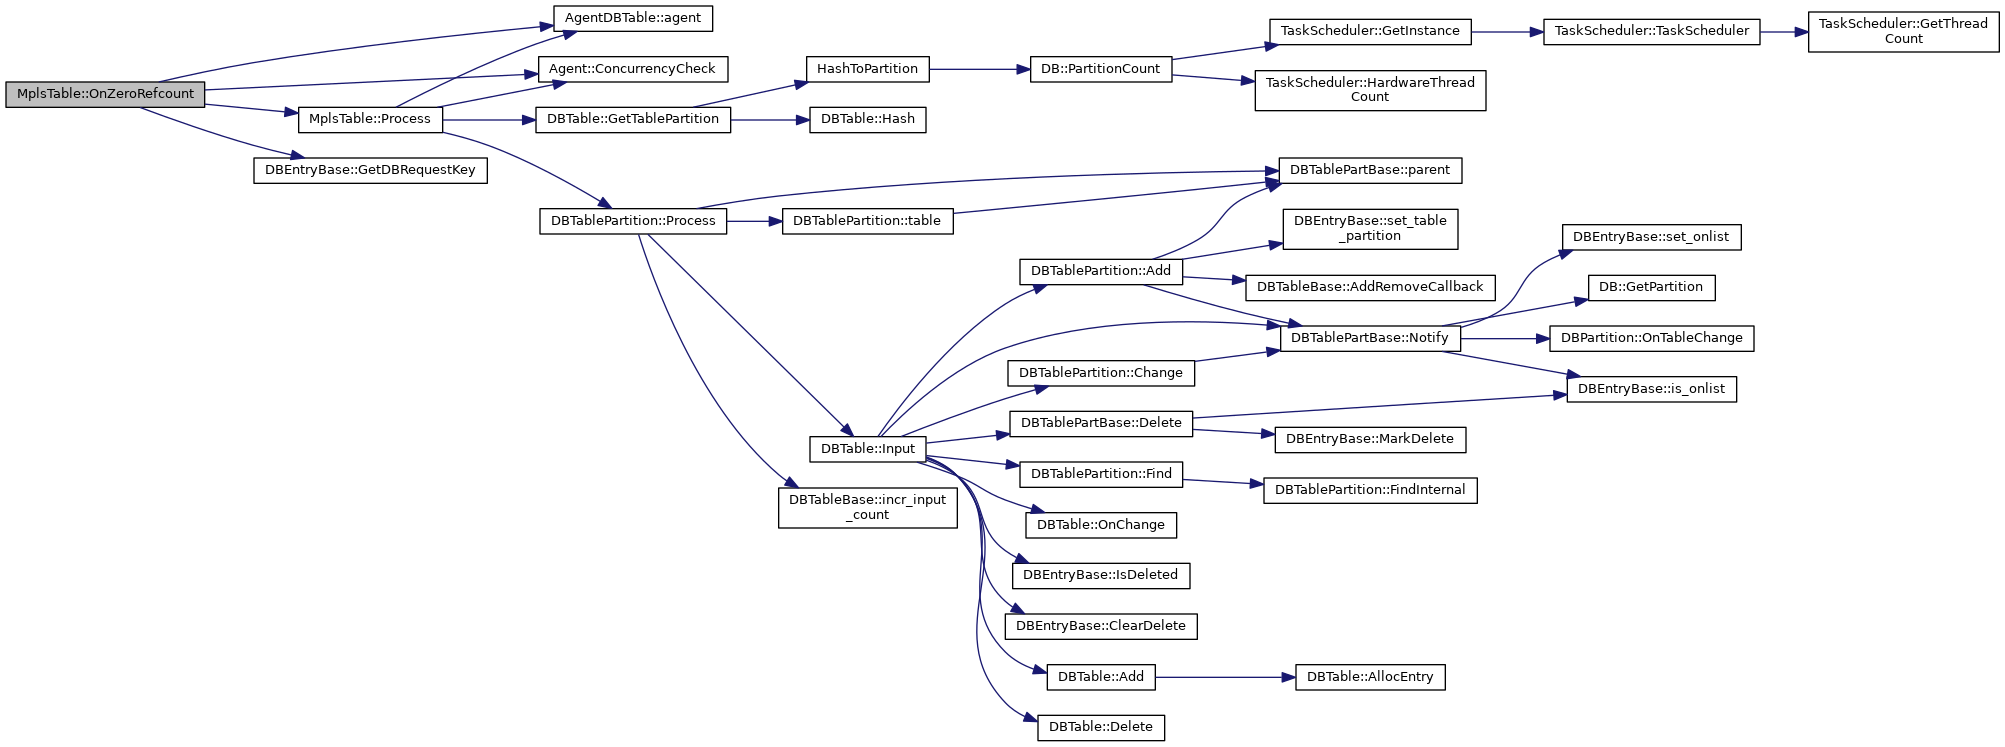 MplsTable::OnZeroRefcount
AgentDBTable::agent
Agent::ConcurrencyCheck
MplsTable::Process
DBEntryBase::GetDBRequestKey
DBTable::GetTablePartition
HashToPartition
DBTable::Hash
DB::PartitionCount
TaskScheduler::GetInstance
TaskScheduler::TaskScheduler
TaskScheduler::GetThread
Count
TaskScheduler::HardwareThread
Count
DBTablePartition::Process
DBTablePartition::table
DBTablePartBase::parent
DBTablePartition::Add
DBEntryBase::set_table
_partition
DBTableBase::AddRemoveCallback
DBTablePartBase::Notify
DBEntryBase::set_onlist
DB::GetPartition
DBPartition::OnTableChange
DBEntryBase::is_onlist
DBTablePartition::Change
DBTablePartBase::Delete
DBEntryBase::MarkDelete
DBTable::Input
DBTablePartition::Find
DBTablePartition::FindInternal
DBTableBase::incr_input
_count
DBTable::OnChange
DBEntryBase::IsDeleted
DBEntryBase::ClearDelete
DBTable::Add
DBTable::AllocEntry
DBTable::Delete